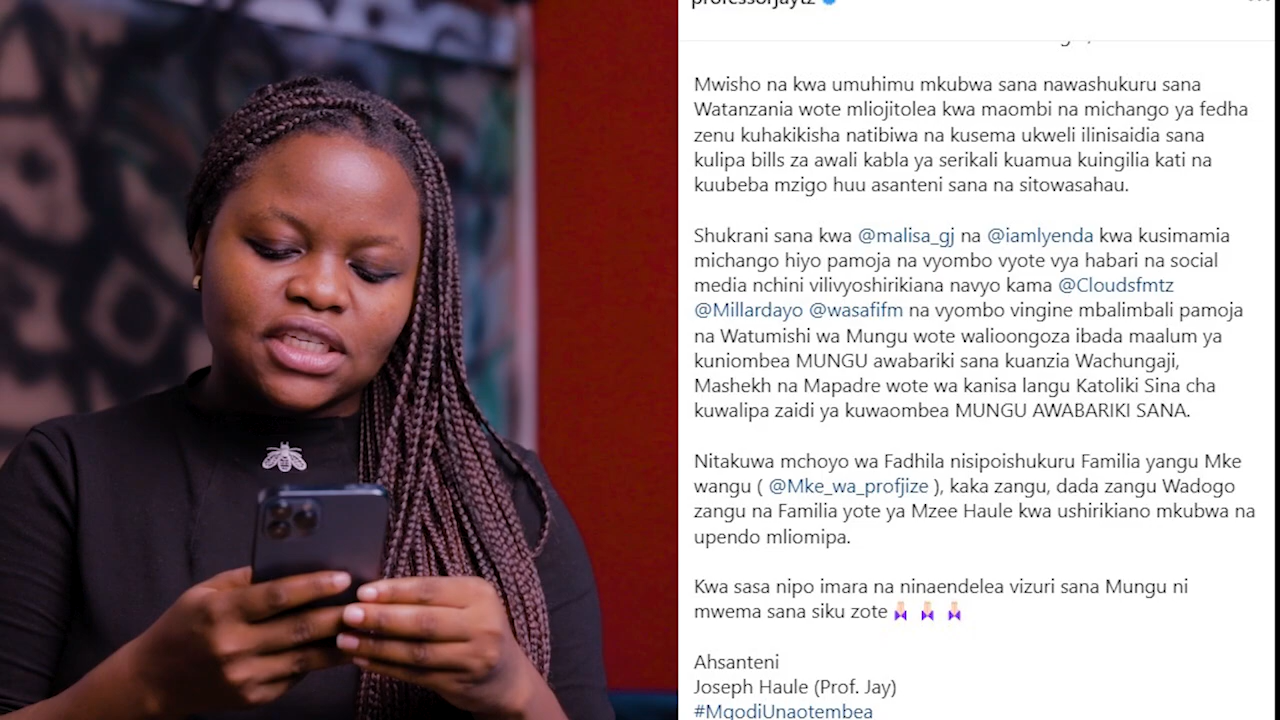 professorjaytz
Mwisho na kwa umuhimu mkubwa sana nawashukuru sana
Watanzania wote mliojitolea kwa maombi na michango ya fedha
zenu kuhakikisha natibiwa na kusema ukweli ilinisaidia sana
kulipa bills za awali kabla ya serikali kuamua kuingilia kati na
kuubeba mzigo huu asanteni sana na sitowasahau.
Shukrani sana kwa @malisa_gj na @iamlyenda kwa kusimamia
michango hiyo pamoja na vyombo vyote vya habari na social
media nchini vilivyoshirikiana navyo kama @Cloudsfmtz
@Millardayo @wasafifm na vyombo vingine mbalimbali pamoja
na Watumishi wa Mungu wote walioongoza ibada maalum ya
kuniombea MUNGU awabariki sana kuanzia Wachungaji,
Mashekh na Mapadre wote wa kanisa langu Katoliki Sina cha
kuwalipa zaidi ya kuwaombea MUNGU AWABARIKI SANA.
Nitakuwa mchoyo wa Fadhila nisipoishukuru Familia yangu Mke
wangu ( @Mke_wa_profjize ), kaka zangu, dada zangu Wadogo
zangu na Familia yote ya Mzee Haule kwa ushirikiano mkubwa na
upendo mliomipa.
Kwa sasa nipo imara na ninaendelea vizuri sana Mungu ni
mwema sana siku zote
Ahsanteni
Joseph Haule (Prof. Jay)
#MgodiUnaotembea